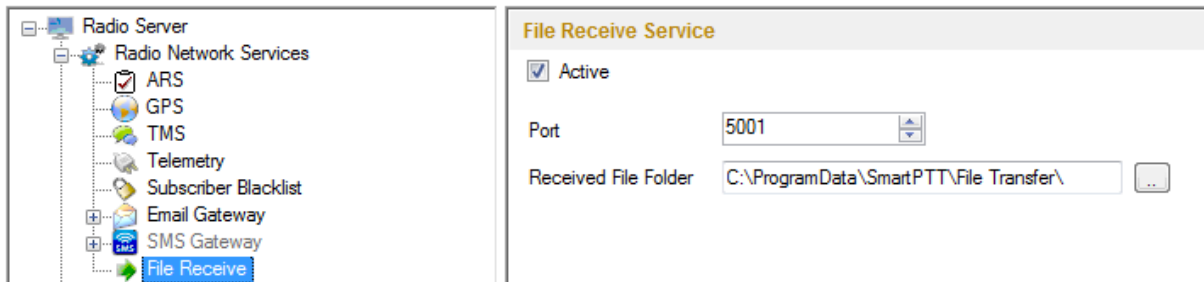 Radio Server
Radio Network Services
ARS
GPS
TMS
Telemetry
Subscriber Blacklist
Email Gateway
SMS
SMS Gateway
File Receive
File Receive Service
Active
Port
5001
Received File Folder
C:\ProgramData\SmartPTT\File Transfer\
..